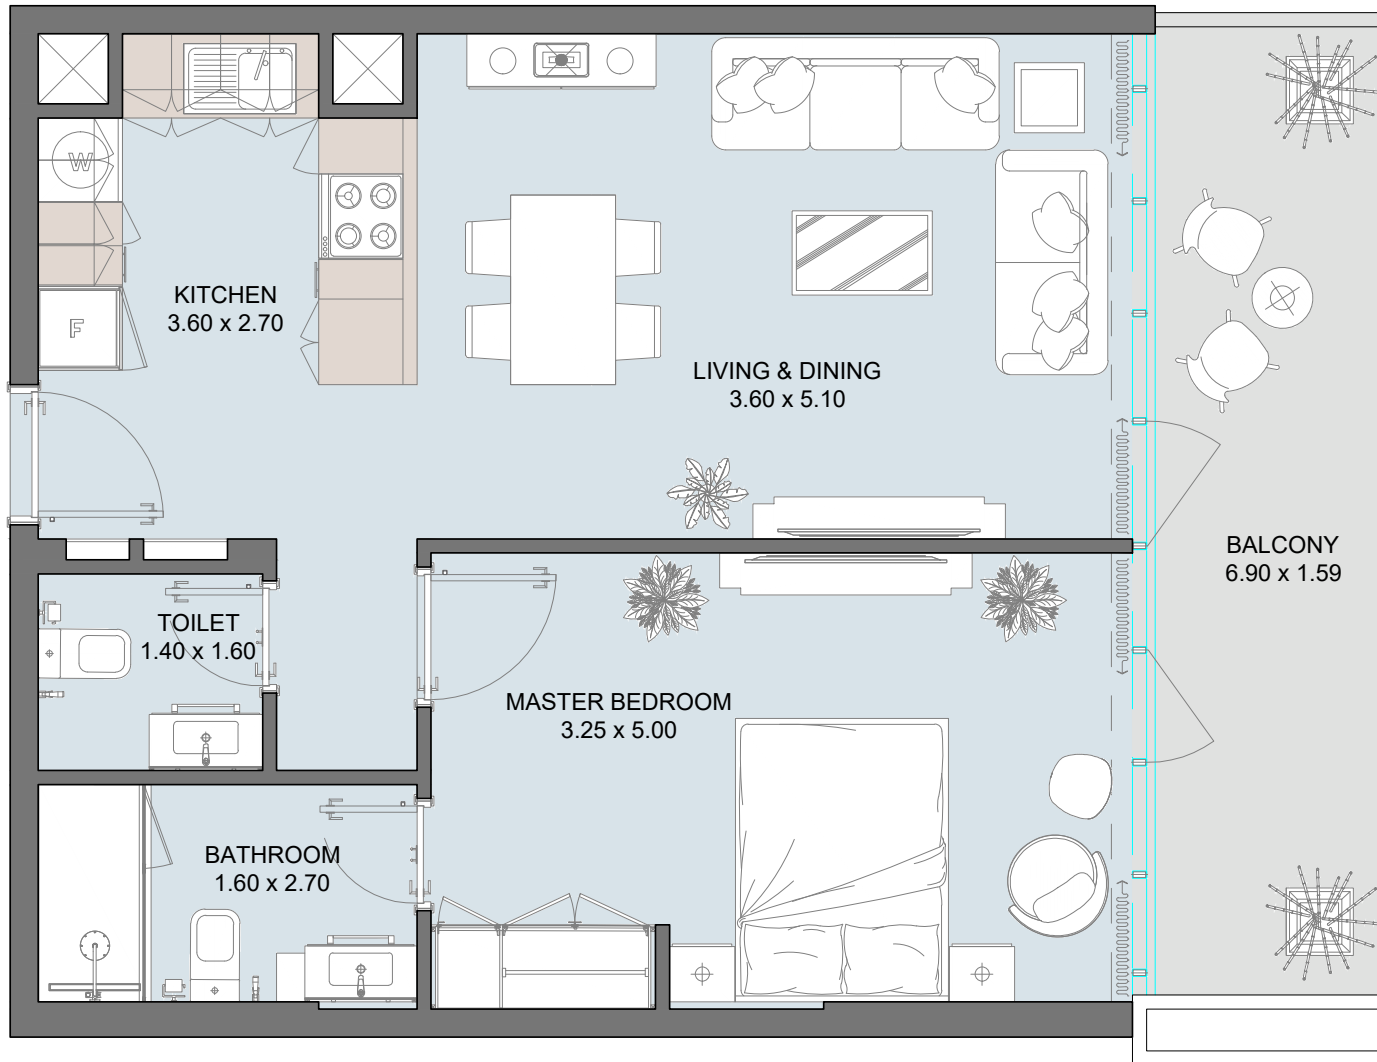 W
KITCHEN
3.60 x 2.70
F
LIVING & DINING
3.60 x 5.10
BALCONY
6.90 x 1.59
TOILET
1.40 x 1.60
MASTER BEDROOM
3.25 x 5.00
BATHROOM
1.60 x 2.70